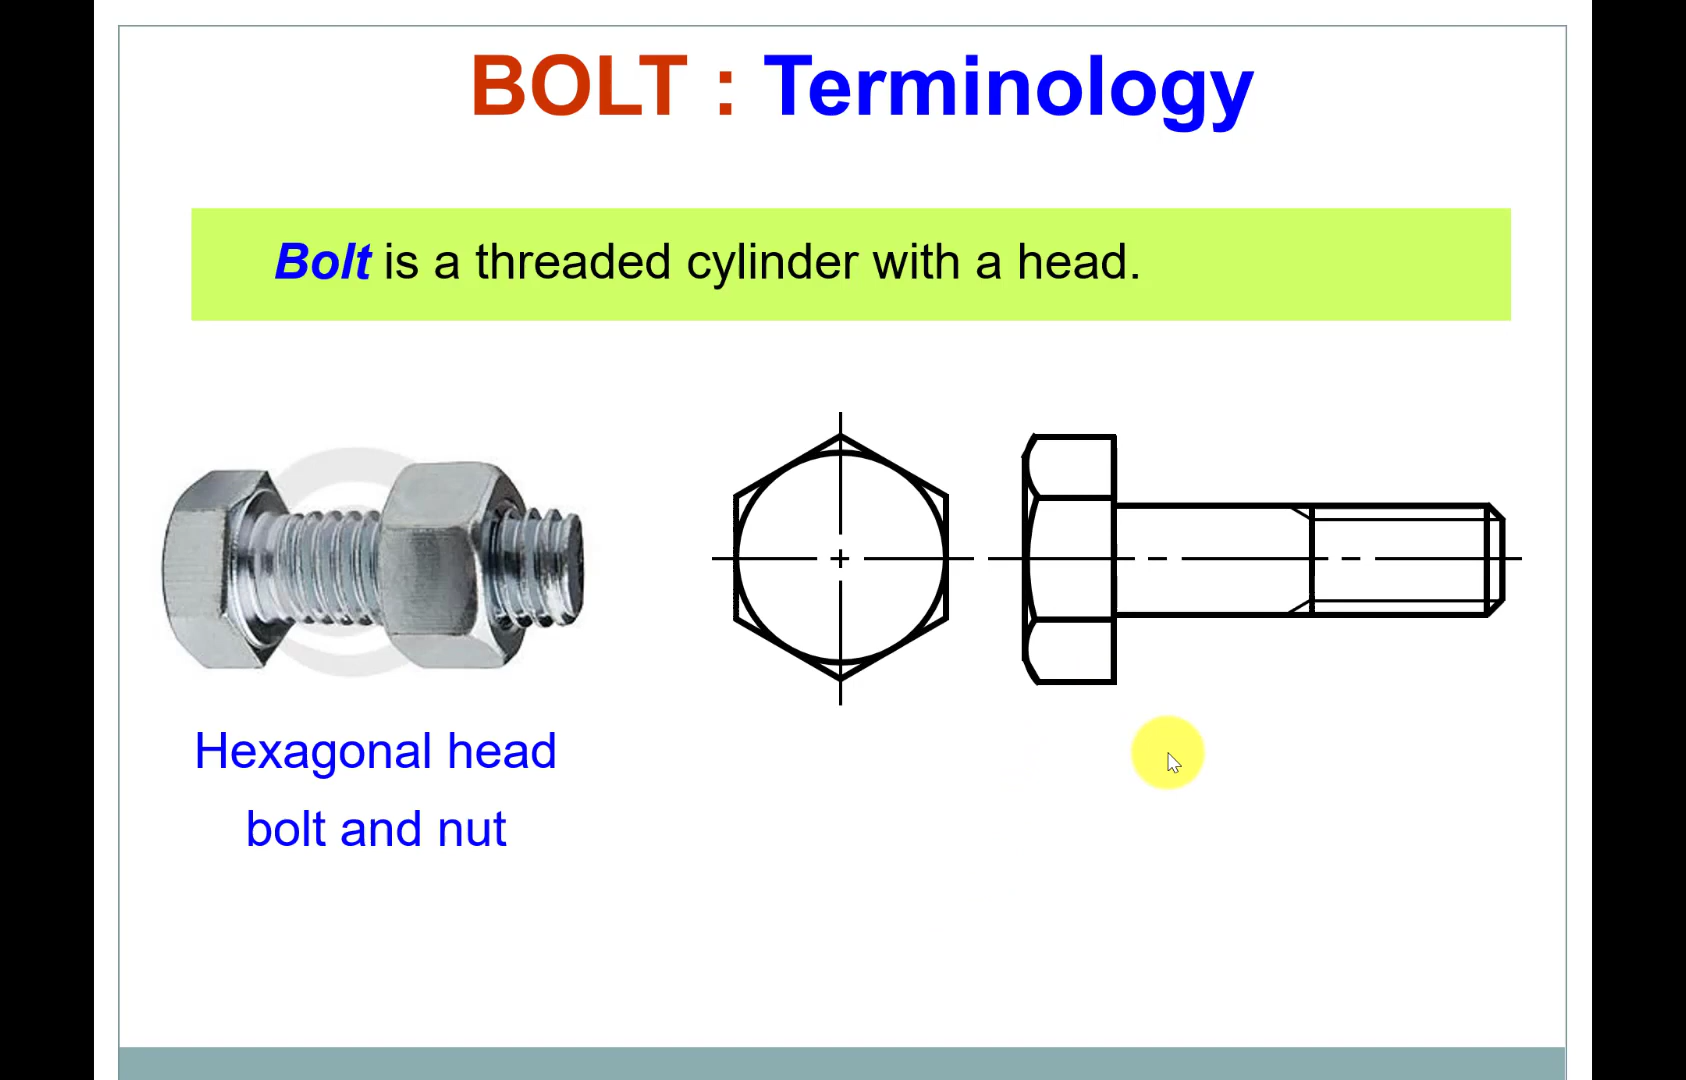 BOLT : Terminology
Bolt is a threaded cylinder with a head.
Hexagonal head
bolt and nut